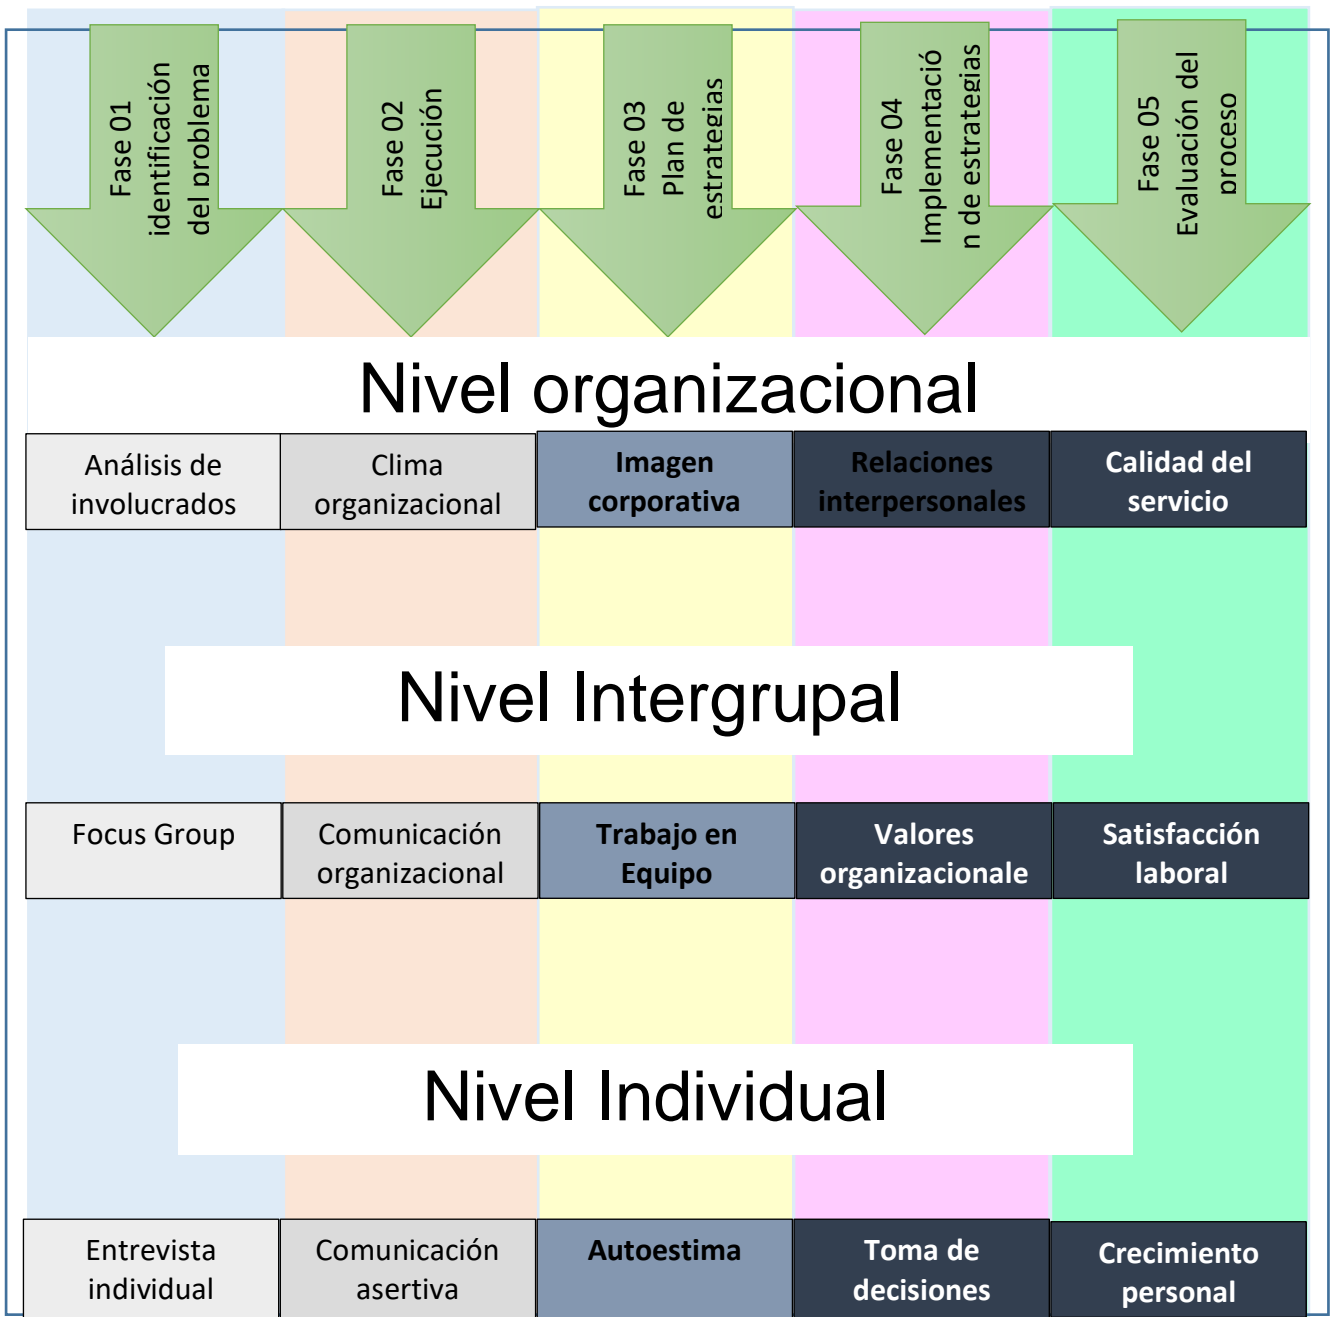 Fase 01
identificación
del problema
Fase 02
Ejecución
Fase 03
Plan de
estrategias
Fase 04
Implementació
n de estrategias
Fase 05
Evaluación del
proceso
Nivel organizacional
Análisis de
involucrados
Clima
organizacional
Imagen
corporativa
Relaciones
interpersonales
Calidad del
servicio
Nivel Intergrupal
Focus Group
Comunicación
organizacional
Trabajo en
Equipo
Valores
organizacionale
Satisfacción
laboral
Nivel Individual
Entrevista
individual
Comunicación
asertiva
Autoestima
Toma de
decisiones
Crecimiento
personal